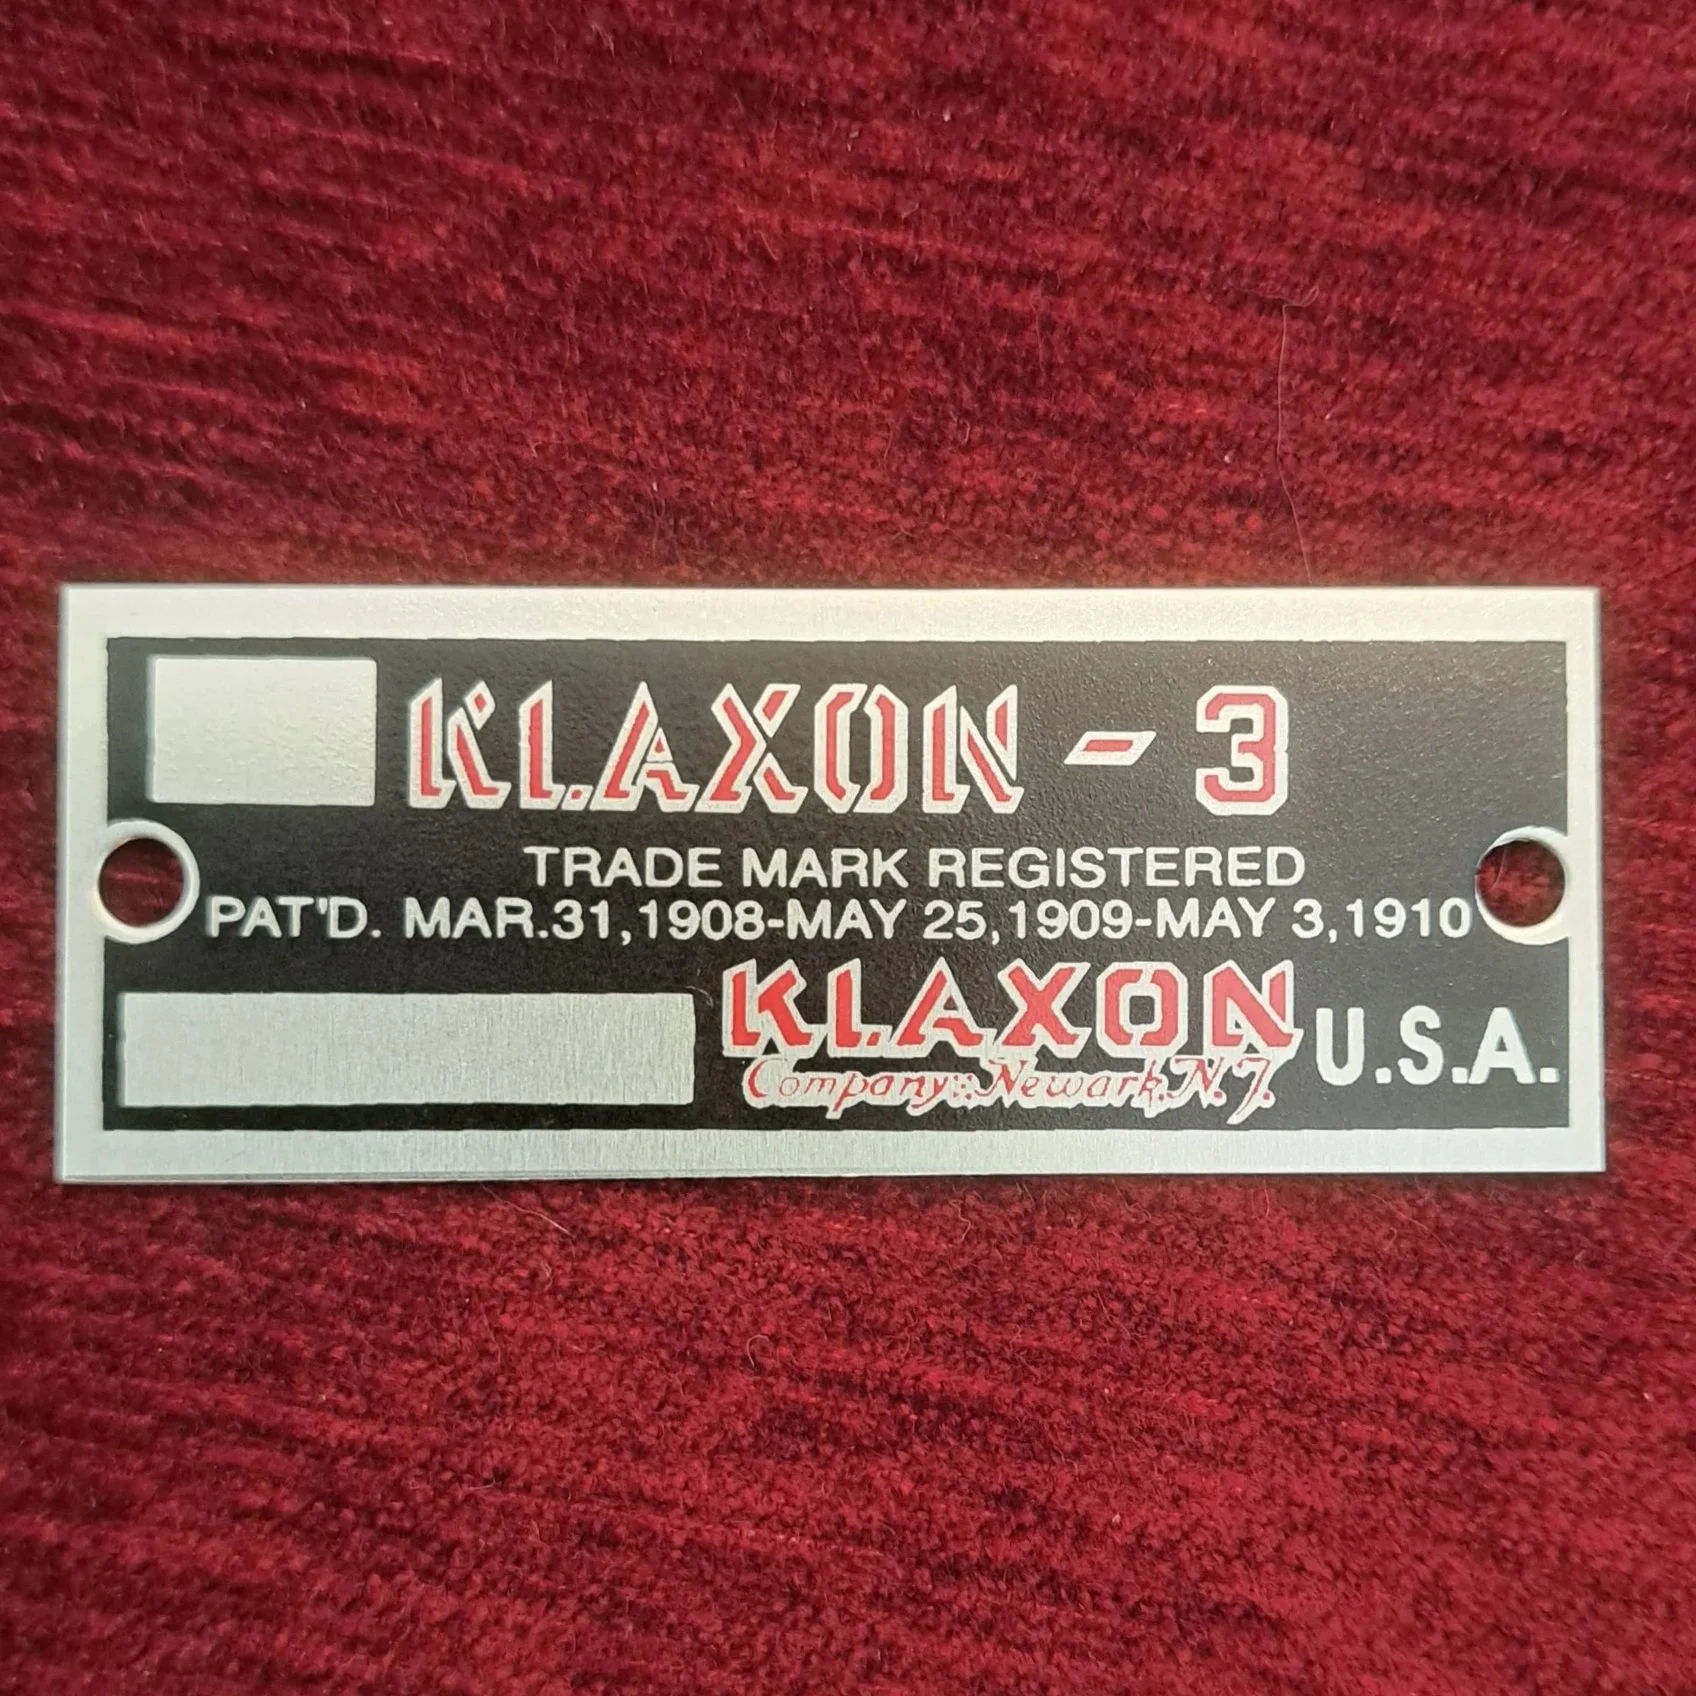 KLAXON - 3
TRADE MARK REGISTERED
PAT'D. MAR.31,1908-MAY 25,1909-MAY 3,1910
KLAXON U.S.A.
Company: Newark, N.J.